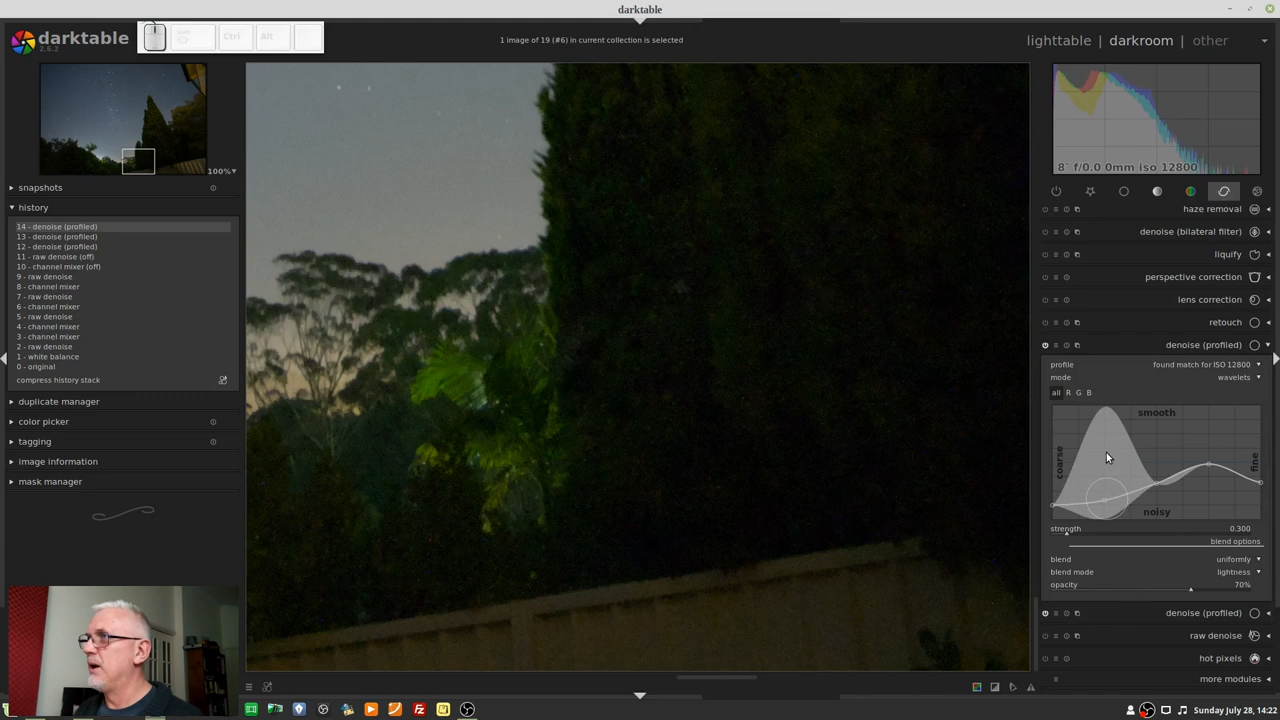 darktable
darktable
2.6.2
Shift
Ctrl
Alt
1 image of 19 (#6) in current collection is selected
lighttable | darkroom | other
100%
8" f/0.0 0mm iso 12800
snapshots
history
14 - denoise (profiled)
13 - denoise (profiled)
12 - denoise (profiled)
11 - raw denoise (off)
10 - channel mixer (off)
9 - raw denoise
8 - channel mixer
7 - raw denoise
6 - channel mixer
5 - raw denoise
4 - channel mixer
3 - channel mixer
2 - raw denoise
1 - white balance
0 - original
compress history stack
duplicate manager
color picker
tagging
image information
mask manager
haze removal
denoise (bilateral filter)
liquify
perspective correction
lens correction
retouch
denoise (profiled)
profile found match for ISO 12800
mode wavelets
all R G B
smooth
coarse
fine
noisy
strength 0.300
blend options
blend uniformly
blend mode lightness
opacity 70%
denoise (profiled)
raw denoise
hot pixels
more modules
Sunday July 28, 14:22